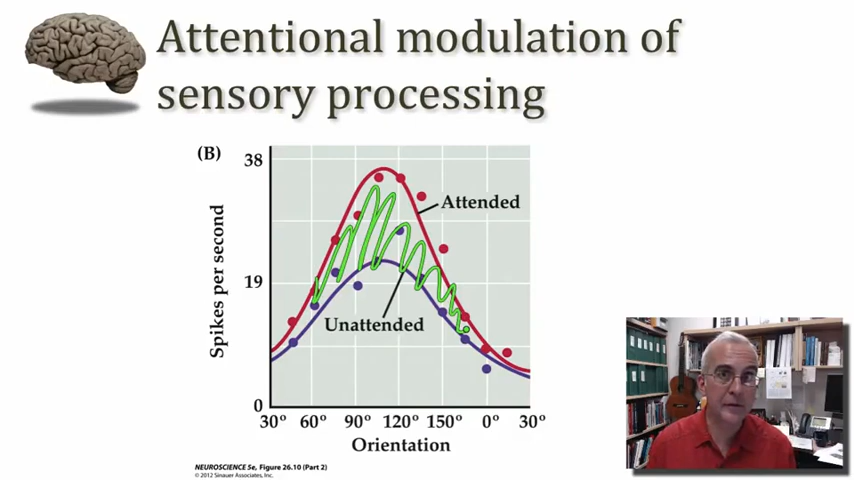 Attentional modulation of
sensory processing
(B)
38
19
0
Spikes per second
Attended
Unattended
30° 60° 90° 120° 150° 0° 30°
Orientation
NEUROSCIENCE 5e, Figure 26.10 (Part 2)
© 2012 Sinauer Associates, Inc.